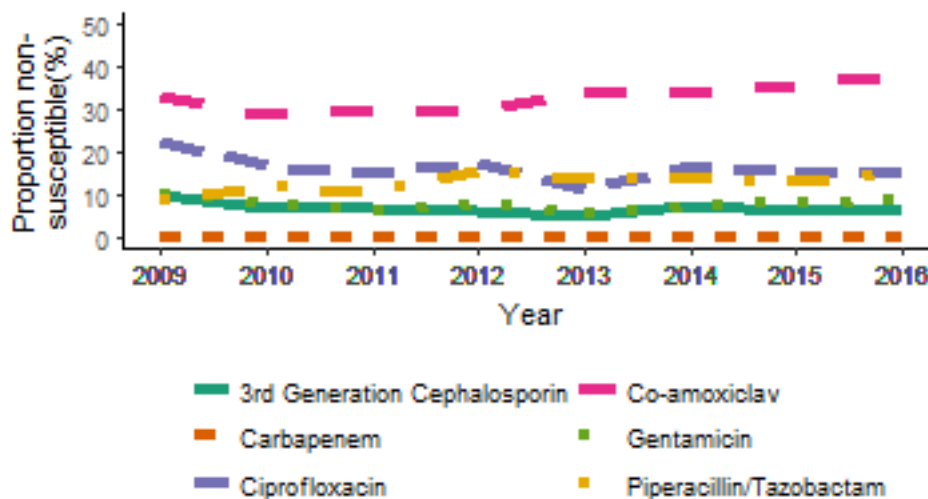 Proportion non-
susceptible(%)
50
40
30
20
10
0
2009 2010 2011 2012 2013 2014 2015 2016
Year
3rd Generation Cephalosporin Co-amoxiclav
Carbapenem Gentamicin
Ciprofloxacin Piperacillin/Tazobactam